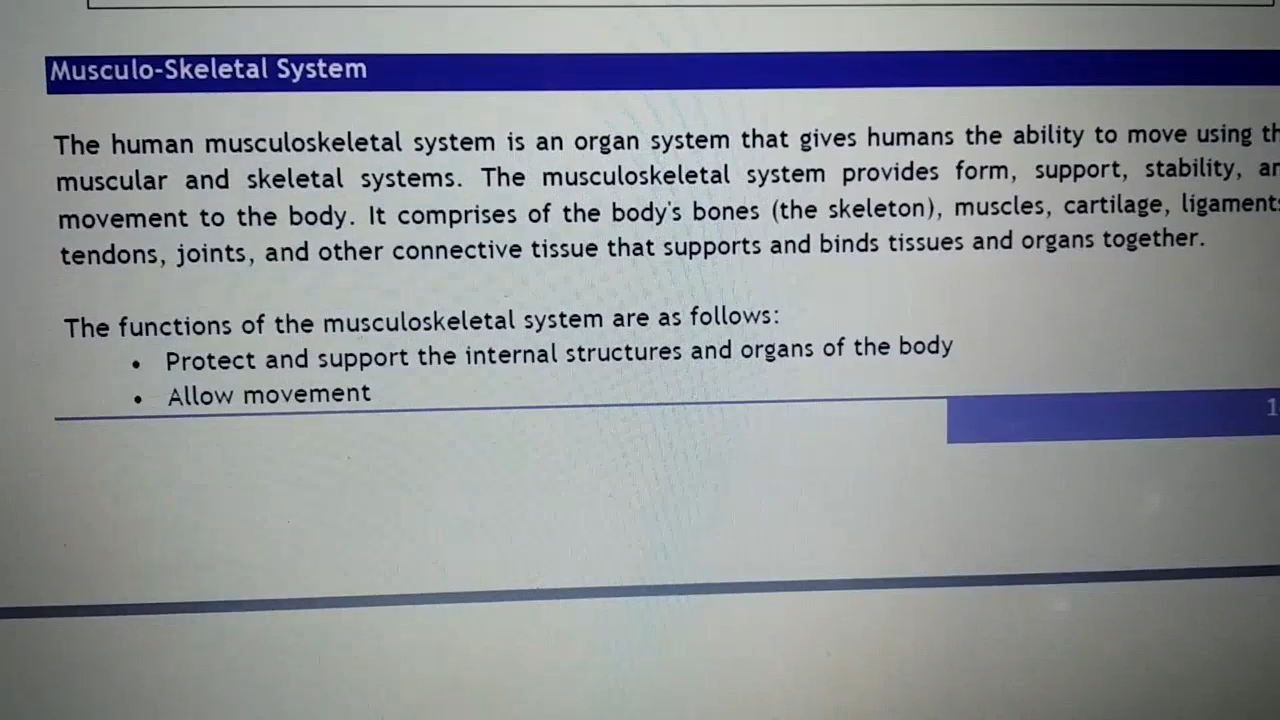 Musculo-Skeletal System
The human musculoskeletal system is an organ system that gives humans the ability to move using
muscular and skeletal systems. The musculoskeletal system provides form, support, stability,
movement to the body. It comprises of the body's bones (the skeleton), muscles, cartilage,
tendons, joints, and other connective tissue that supports and binds tissues and organs together.
The functions of the musculoskeletal system are as follows:
• Protect and support the internal structures and organs of the body
• Allow movement